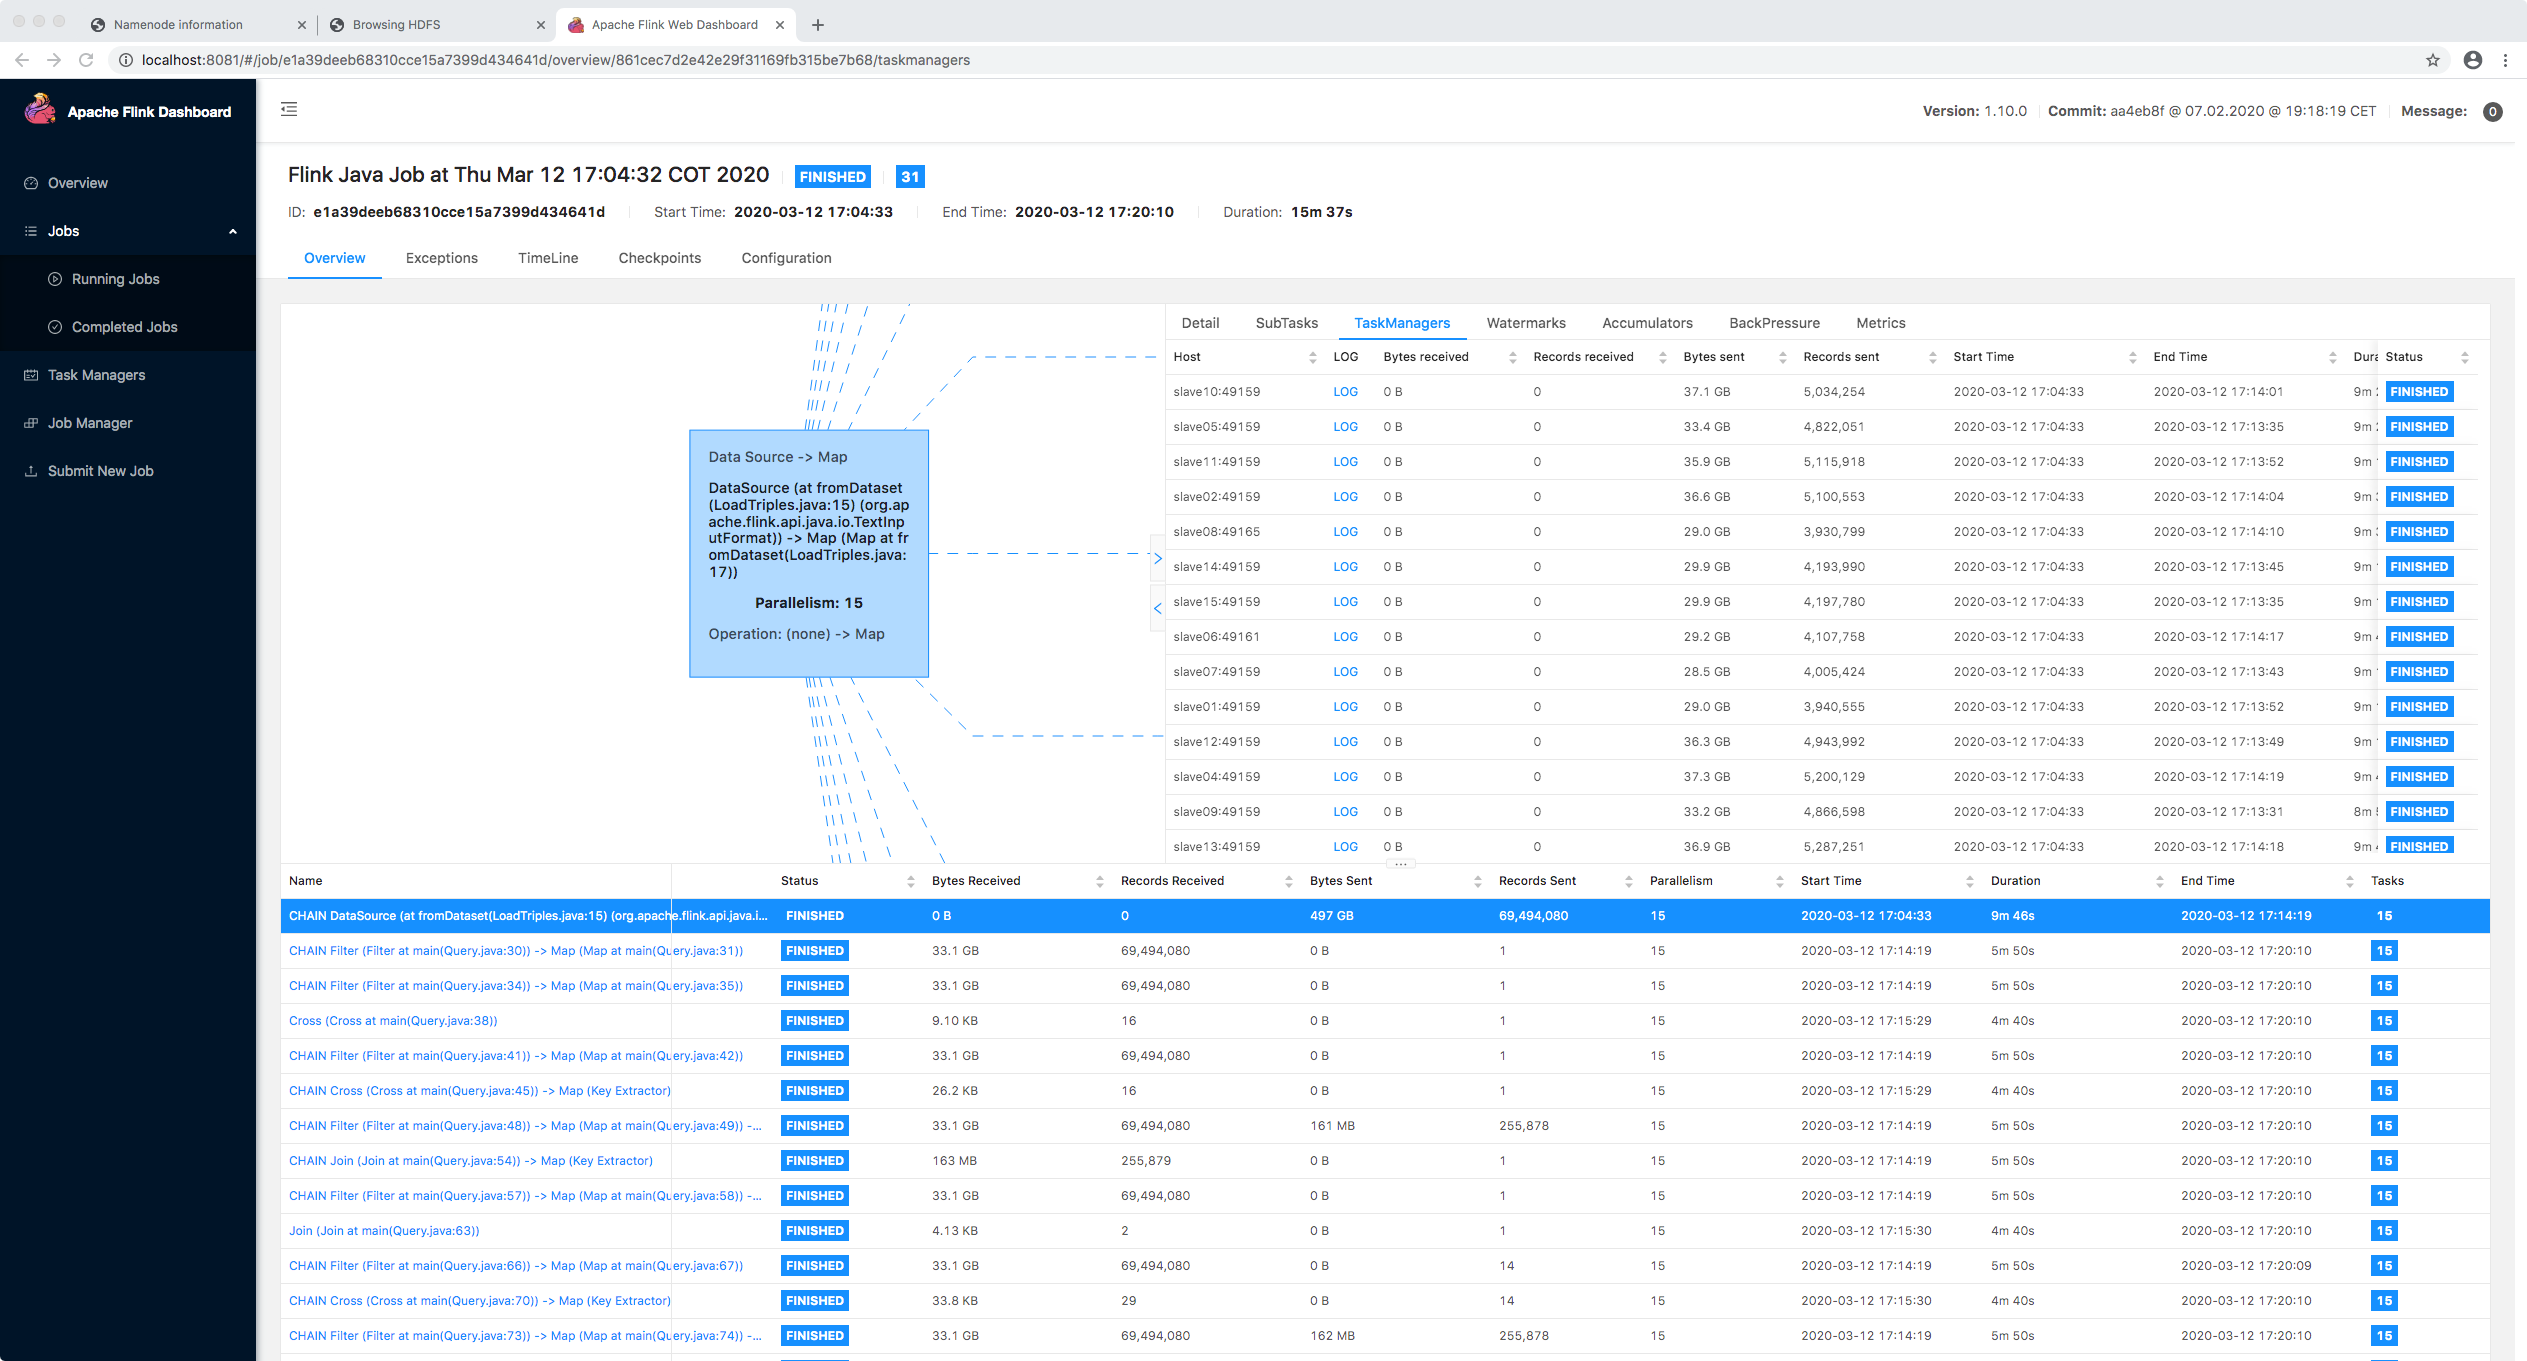 Namenode information
Browsing HDFS
Apache Flink Web Dashboard
localhost:8081/#/job/e1a39deeb68310cce15a7399d434641d/overview/861cec7d2e42e29f31169fb315be7b68/taskmanagers
Apache Flink Dashboard
Version: 1.10.0 Commit: aa4eb8f @ 07.02.2020 @ 19:18:19 CET Message: 0
Overview
Jobs
Running Jobs
Completed Jobs
Task Managers
Job Manager
Submit New Job
Flink Java Job at Thu Mar 12 17:04:32 COT 2020 FINISHED 31
ID: e1a39deeb68310cce15a7399d434641d Start Time: 2020-03-12 17:04:33 End Time: 2020-03-12 17:20:10 Duration: 15m 37s
Overview Exceptions TimeLine Checkpoints Configuration
Data Source -> Map
DataSource (at fromDataset
(LoadTriples.java:15) (org.ap
ache.flink.api.java.io.TextInp
utFormat)) -> Map (Map at fr
omDataset(LoadTriples.java:
17))
Parallelism: 15
Operation: (none) -> Map
Detail SubTasks TaskManagers Watermarks Accumulators BackPressure Metrics
Host LOG Bytes received Records received Bytes sent Records sent Start Time End Time Dura Status
slave10:49159 LOG 0 B 0 37.1 GB 5,034,254 2020-03-12 17:04:33 2020-03-12 17:14:01 9m FINISHED
slave05:49159 LOG 0 B 0 33.4 GB 4,822,051 2020-03-12 17:04:33 2020-03-12 17:13:35 9m FINISHED
slave11:49159 LOG 0 B 0 35.9 GB 5,115,918 2020-03-12 17:04:33 2020-03-12 17:13:52 9m FINISHED
slave02:49159 LOG 0 B 0 36.6 GB 5,100,553 2020-03-12 17:04:33 2020-03-12 17:14:04 9m FINISHED
slave08:49165 LOG 0 B 0 29.0 GB 3,930,799 2020-03-12 17:04:33 2020-03-12 17:14:10 9m FINISHED
slave14:49159 LOG 0 B 0 29.9 GB 4,193,990 2020-03-12 17:04:33 2020-03-12 17:13:45 9m FINISHED
slave15:49159 LOG 0 B 0 29.9 GB 4,197,780 2020-03-12 17:04:33 2020-03-12 17:13:35 9m FINISHED
slave06:49161 LOG 0 B 0 29.2 GB 4,107,758 2020-03-12 17:04:33 2020-03-12 17:14:17 9m FINISHED
slave07:49159 LOG 0 B 0 28.5 GB 4,005,424 2020-03-12 17:04:33 2020-03-12 17:13:43 9m FINISHED
slave01:49159 LOG 0 B 0 29.0 GB 3,940,555 2020-03-12 17:04:33 2020-03-12 17:13:52 9m FINISHED
slave12:49159 LOG 0 B 0 36.3 GB 4,943,992 2020-03-12 17:04:33 2020-03-12 17:13:49 9m FINISHED
slave04:49159 LOG 0 B 0 37.3 GB 5,200,129 2020-03-12 17:04:33 2020-03-12 17:14:19 9m FINISHED
slave09:49159 LOG 0 B 0 33.2 GB 4,866,598 2020-03-12 17:04:33 2020-03-12 17:13:31 8m FINISHED
slave13:49159 LOG 0 B 0 36.9 GB 5,287,251 2020-03-12 17:04:33 2020-03-12 17:14:18 9m FINISHED
Name Status Bytes Received Records Received Bytes Sent Records Sent Parallelism Start Time Duration End Time Tasks
CHAIN DataSource (at fromDataset(LoadTriples.java:15) (org.apache.flink.api.java.i... FINISHED 0 B 0 497 GB 69,494,080 15 2020-03-12 17:04:33 9m 46s 2020-03-12 17:14:19 15
CHAIN Filter (Filter at main(Query.java:30)) -> Map (Map at main(Query.java:31)) FINISHED 33.1 GB 69,494,080 0 B 1 15 2020-03-12 17:14:19 5m 50s 2020-03-12 17:20:10 15
CHAIN Filter (Filter at main(Query.java:34)) -> Map (Map at main(Query.java:35)) FINISHED 33.1 GB 69,494,080 0 B 1 15 2020-03-12 17:14:19 5m 50s 2020-03-12 17:20:10 15
Cross (Cross at main(Query.java:38)) FINISHED 9.10 KB 16 0 B 1 15 2020-03-12 17:15:29 4m 40s 2020-03-12 17:20:10 15
CHAIN Filter (Filter at main(Query.java:41)) -> Map (Map at main(Query.java:42)) FINISHED 33.1 GB 69,494,080 0 B 1 15 2020-03-12 17:14:19 5m 50s 2020-03-12 17:20:10 15
CHAIN Cross (Cross at main(Query.java:45)) -> Map (Key Extractor) FINISHED 26.2 KB 16 0 B 1 15 2020-03-12 17:15:29 4m 40s 2020-03-12 17:20:10 15
CHAIN Filter (Filter at main(Query.java:48)) -> Map (Map at main(Query.java:49)) -... FINISHED 33.1 GB 69,494,080 161 MB 255,878 15 2020-03-12 17:14:19 5m 50s 2020-03-12 17:20:10 15
CHAIN Join (Join at main(Query.java:54)) -> Map (Key Extractor) FINISHED 163 MB 255,879 0 B 1 15 2020-03-12 17:14:19 5m 50s 2020-03-12 17:20:10 15
CHAIN Filter (Filter at main(Query.java:57)) -> Map (Map at main(Query.java:58)) -... FINISHED 33.1 GB 69,494,080 0 B 1 15 2020-03-12 17:14:19 5m 50s 2020-03-12 17:20:10 15
Join (Join at main(Query.java:63)) FINISHED 4.13 KB 2 0 B 1 15 2020-03-12 17:15:30 4m 40s 2020-03-12 17:20:10 15
CHAIN Filter (Filter at main(Query.java:66)) -> Map (Map at main(Query.java:67)) FINISHED 33.1 GB 69,494,080 0 B 14 15 2020-03-12 17:14:19 5m 50s 2020-03-12 17:20:09 15
CHAIN Cross (Cross at main(Query.java:70)) -> Map (Key Extractor) FINISHED 33.8 KB 29 0 B 14 15 2020-03-12 17:15:30 4m 40s 2020-03-12 17:20:10 15
CHAIN Filter (Filter at main(Query.java:73)) -> Map (Map at main(Query.java:74)) -... FINISHED 33.1 GB 69,494,080 162 MB 255,878 15 2020-03-12 17:14:19 5m 50s 2020-03-12 17:20:10 15